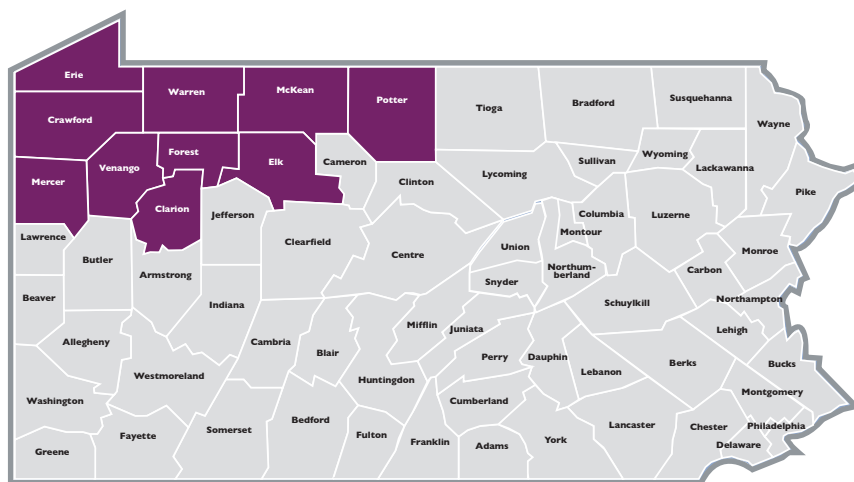 Erie
Warren
McKean
Potter
Tioga
Bradford
Susquehanna
Wayne
Crawford
Forest
Venango
Elk
Cameron
Clinton
Lycoming
Sullivan
Wyoming
Lackawanna
Pike
Mercer
Clarion
Jefferson
Clearfield
Centre
Union
Columbia
Montour
Luzerne
Monroe
Lawrence
Butler
Armstrong
Snyder
Northum-
berland
Carbon
Northampton
Beaver
Indiana
Schuylkill
Lehigh
Allegheny
Cambria
Blair
Mifflin
Juniata
Perry
Dauphin
Lebanon
Berks
Bucks
Westmoreland
Huntingdon
Montgomery
Washington
Cumberland
Lancaster
Chester
Philadelphia
Delaware
Greene
Fayette
Somerset
Bedford
Fulton
Franklin
Adams
York